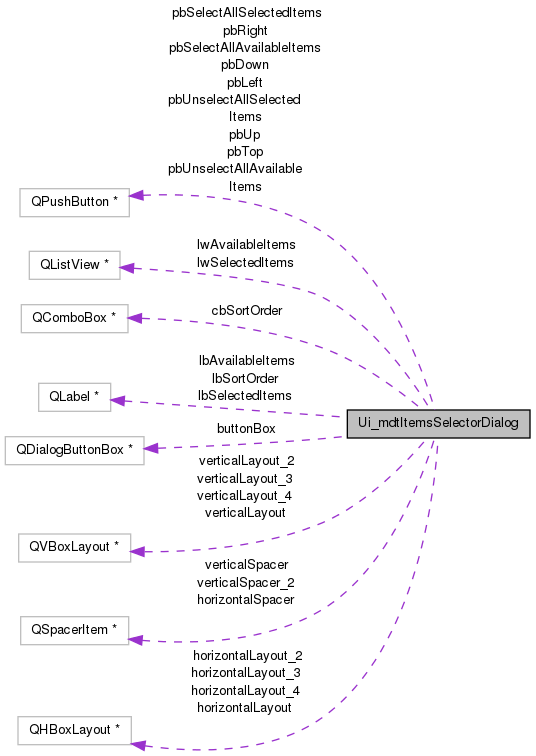 pbSelectAllSelectedItems
pbRight
pbSelectAllAvailableItems
pbDown
pbLeft
pbUnselectAllSelected
Items
pbUp
pbTop
pbUnselectAllAvailable
Items
QPushButton *
lwAvailableItems
lwSelectedItems
QListView *
cbSortOrder
QComboBox *
lbAvailableItems
lbSortOrder
lbSelectedItems
QLabel *
Ui_mdtItemsSelectorDialog
buttonBox
QDialogButtonBox *
verticalLayout_2
verticalLayout_3
verticalLayout_4
verticalLayout
QVBoxLayout *
verticalSpacer
verticalSpacer_2
horizontalSpacer
QSpacerItem *
horizontalLayout_2
horizontalLayout_3
horizontalLayout_4
horizontalLayout
QHBoxLayout *